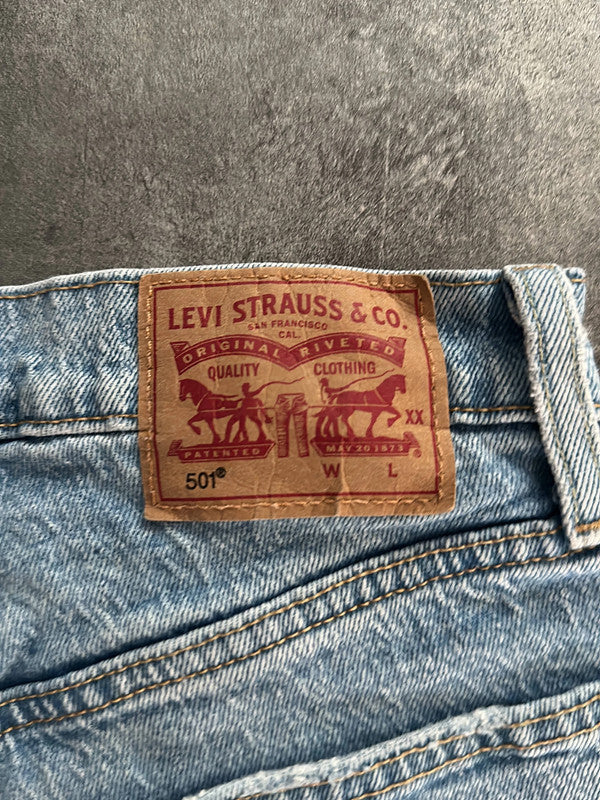 LEVI STRAUSS & CO.
SAN FRANCISCO
CAL.
ORIGINAL RIVETED
QUALITY CLOTHING
XX
PATENTED MAY 20 1873
501® W L